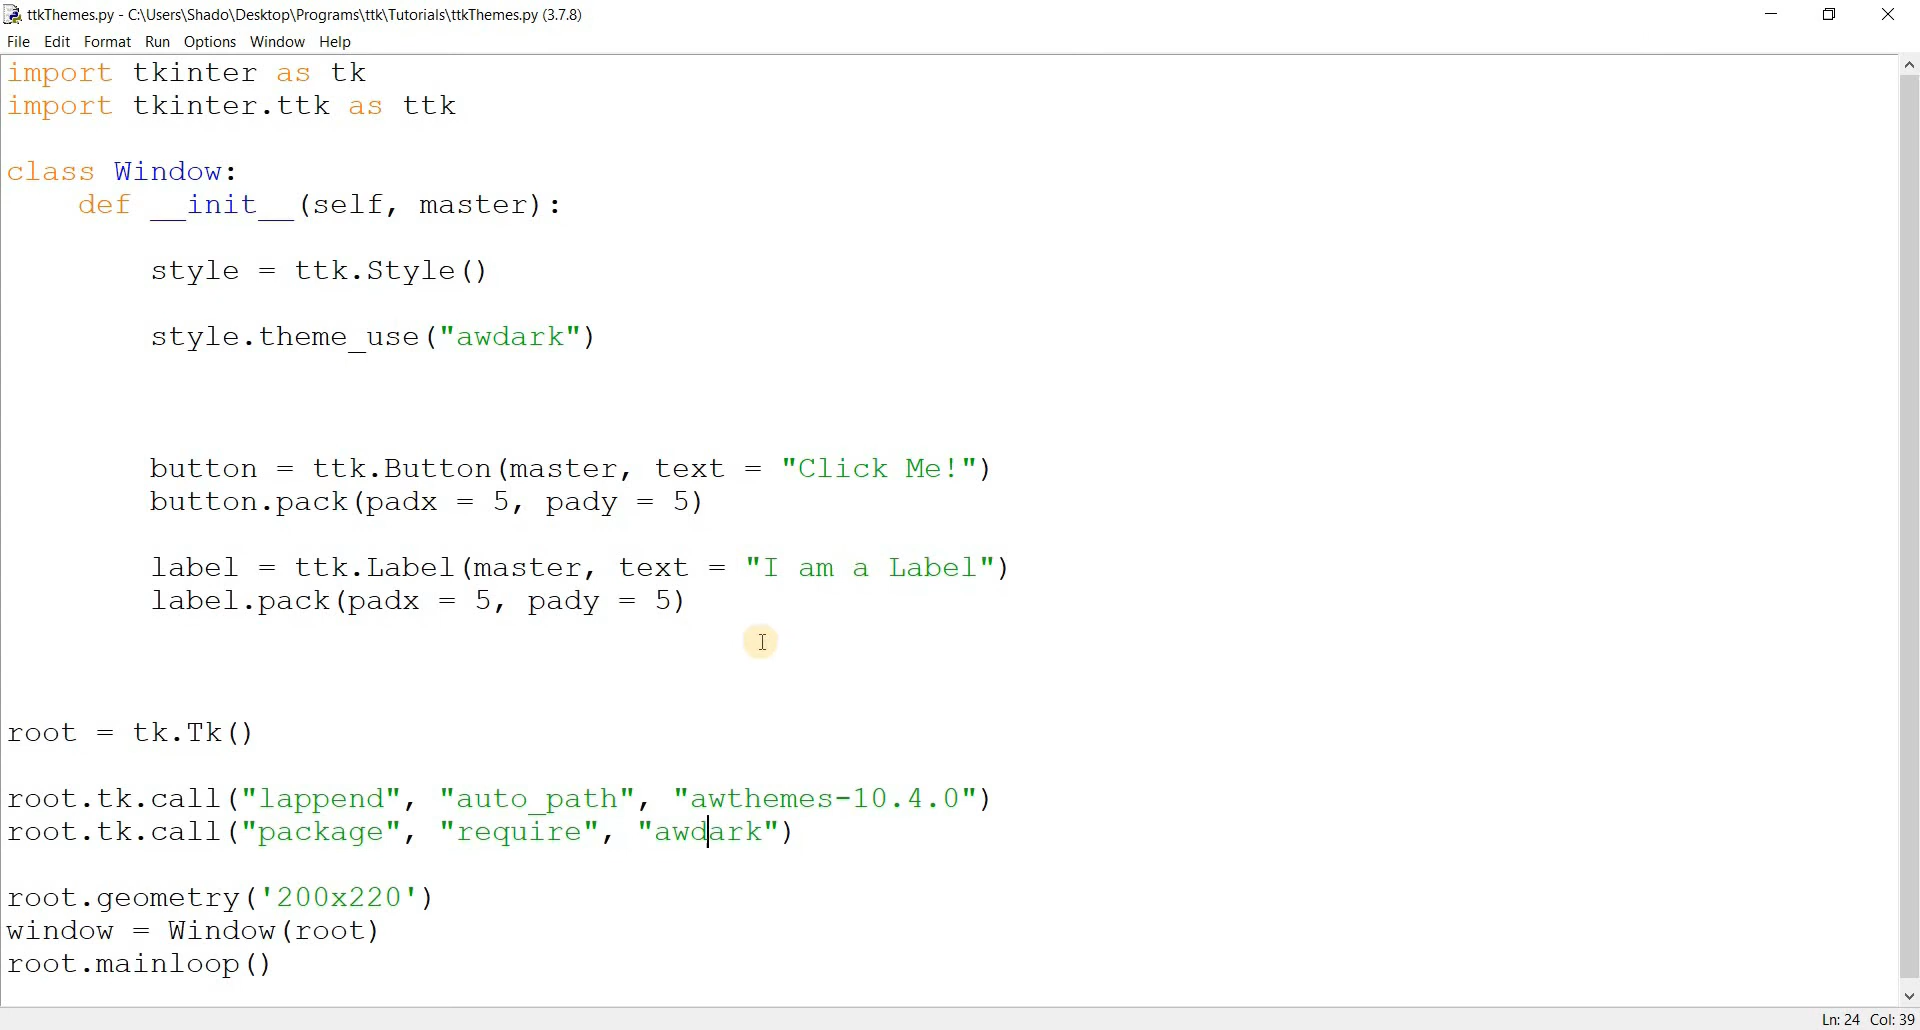 ttkThemes.py - C:\Users\Shado\Desktop\Programs\ttk\Tutorials\ttkThemes.py (3.7.8)
File Edit Format Run Options Window Help
import tkinter as tk
import tkinter.ttk as ttk
class Window:
    def __init__(self, master):
        style = ttk.Style()
        style.theme_use("awdark")
        button = ttk.Button(master, text = "Click Me!")
        button.pack(padx = 5, pady = 5)
        label = ttk.Label(master, text = "I am a Label")
        label.pack(padx = 5, pady = 5)
root = tk.Tk()
root.tk.call("lappend", "auto_path", "awthemes-10.4.0")
root.tk.call("package", "require", "awdark")
root.geometry('200x220')
window = Window(root)
root.mainloop()
Ln: 24 Col: 39